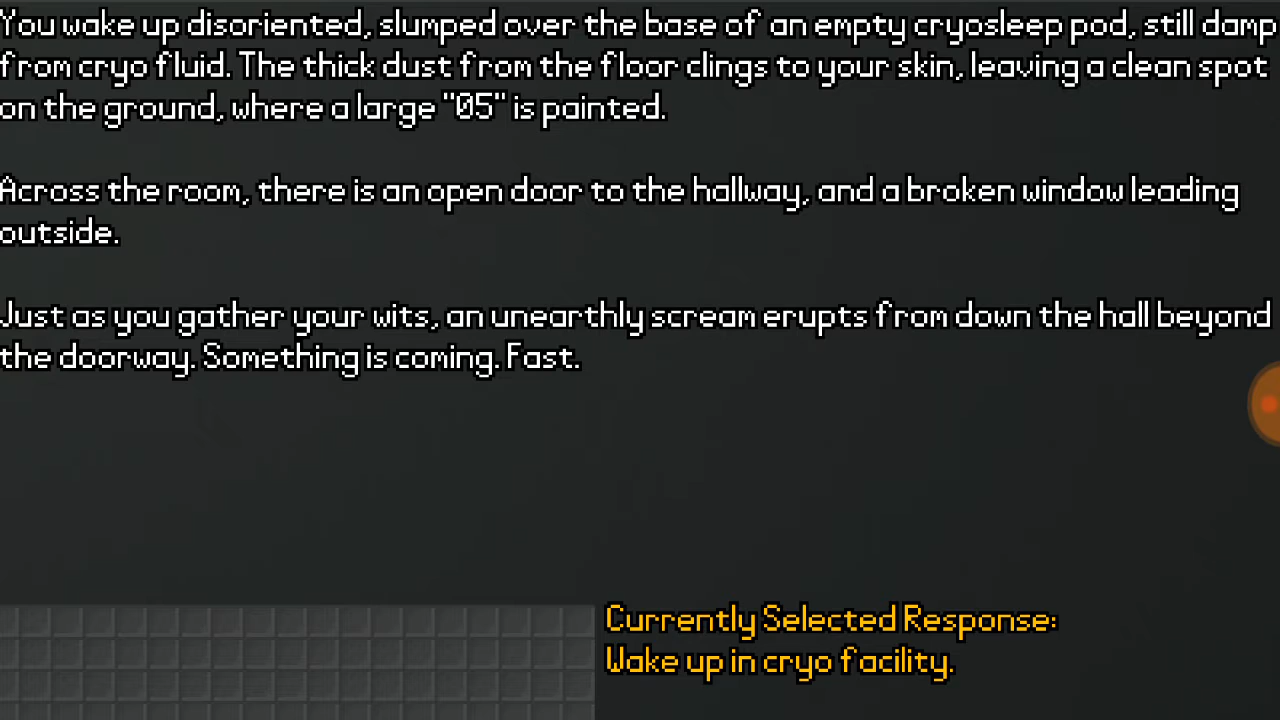 You wake up disoriented, slumped over the base of an empty cryosleep pod, still damp
from cryo fluid. The thick dust from the floor clings to your skin, leaving a clean spot
on the ground, where a large "05" is painted.
Across the room, there is an open door to the hallway, and a broken window leading
outside.
Just as you gather your wits, an unearthly scream erupts from down the hall beyond
the doorway. Something is coming. Fast.
Currently Selected Response:
Wake up in cryo facility.